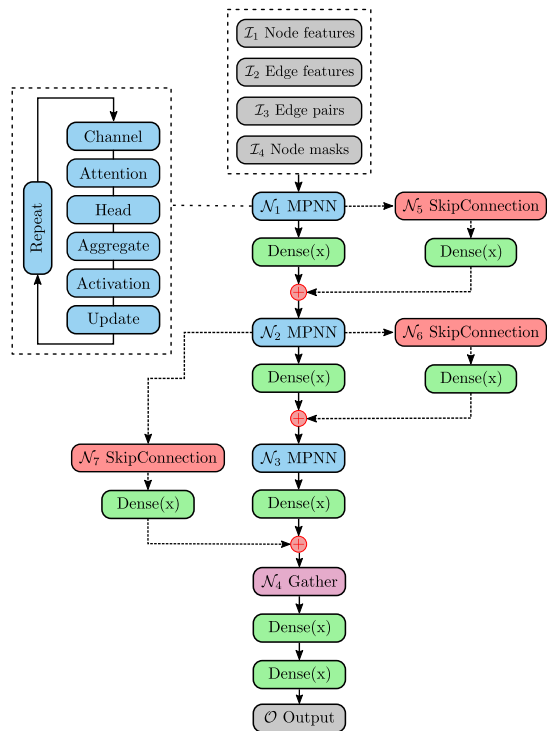 𝓘₁ Node features
𝓘₂ Edge features
𝓘₃ Edge pairs
𝓘₄ Node masks
Channel
Attention
Head
Aggregate
Activation
Update
Repeat
𝓝₁ MPNN
𝓝₅ SkipConnection
Dense(x)
Dense(x)
+
𝓝₂ MPNN
𝓝₆ SkipConnection
Dense(x)
Dense(x)
+
𝓝₇ SkipConnection
𝓝₃ MPNN
Dense(x)
Dense(x)
+
𝓝₄ Gather
Dense(x)
Dense(x)
𝓞 Output